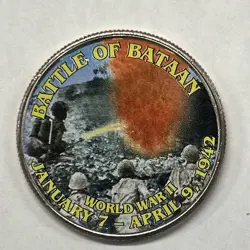 BATTLE OF BATAAN
WORLD WAR II
JANUARY 7 - APRIL 9, 1942